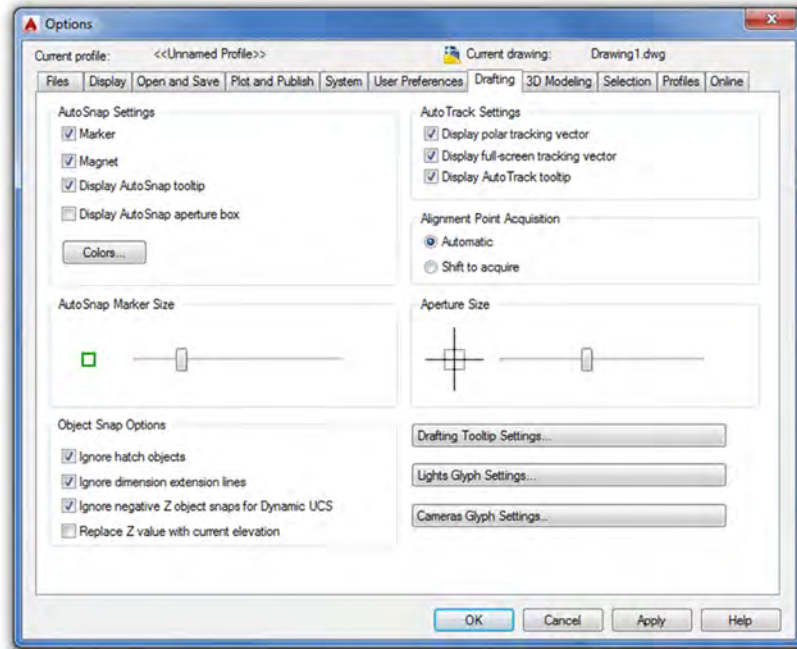 Options
Current profile: <<Unnamed Profile>> Current drawing: Drawing1.dwg
Files Display Open and Save Plot and Publish System User Preferences Drafting 3D Modeling Selection Profiles Online
AutoSnap Settings
Marker
Magnet
Display AutoSnap tooltip
Display AutoSnap aperture box
Colors...
AutoTrack Settings
Display polar tracking vector
Display full-screen tracking vector
Display AutoTrack tooltip
Alignment Point Acquisition
Automatic
Shift to acquire
AutoSnap Marker Size
Aperture Size
Object Snap Options
Ignore hatch objects
Ignore dimension extension lines
Ignore negative Z object snaps for Dynamic UCS
Replace Z value with current elevation
Drafting Tooltip Settings...
Lights Glyph Settings...
Cameras Glyph Settings...
OK Cancel Apply Help